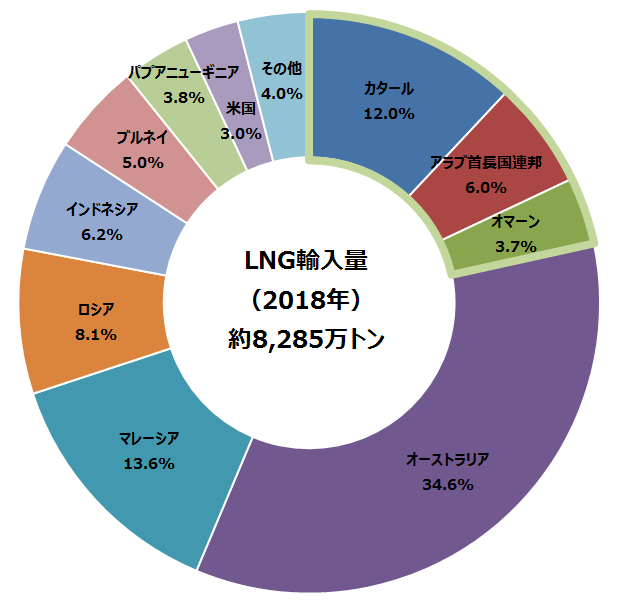 カタール
12.0%
アラブ首長国連邦
6.0%
オマーン
3.7%
オーストラリア
34.6%
マレーシア
13.6%
ロシア
8.1%
インドネシア
6.2%
ブルネイ
5.0%
パプアニューギニア
3.8%
米国
3.0%
その他
4.0%
LNG輸入量
（2018年）
約8,285万トン